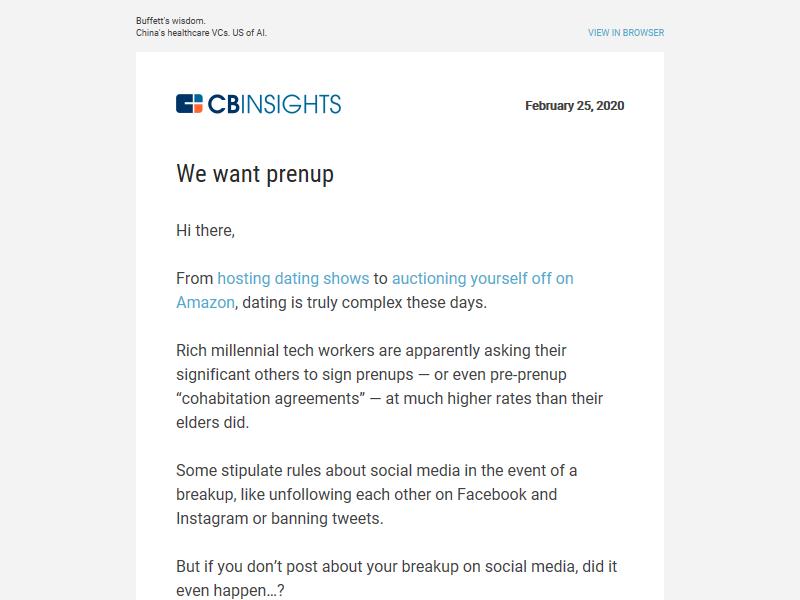 Buffett's wisdom.
China's healthcare VCs. US of AI.
VIEW IN BROWSER
CBINSIGHTS
February 25, 2020
We want prenup
Hi there,
From hosting dating shows to auctioning yourself off on
Amazon, dating is truly complex these days.
Rich millennial tech workers are apparently asking their
significant others to sign prenups — or even pre-prenup
“cohabitation agreements” — at much higher rates than their
elders did.
Some stipulate rules about social media in the event of a
breakup, like unfollowing each other on Facebook and
Instagram or banning tweets.
But if you don’t post about your breakup on social media, did it
even happen…?